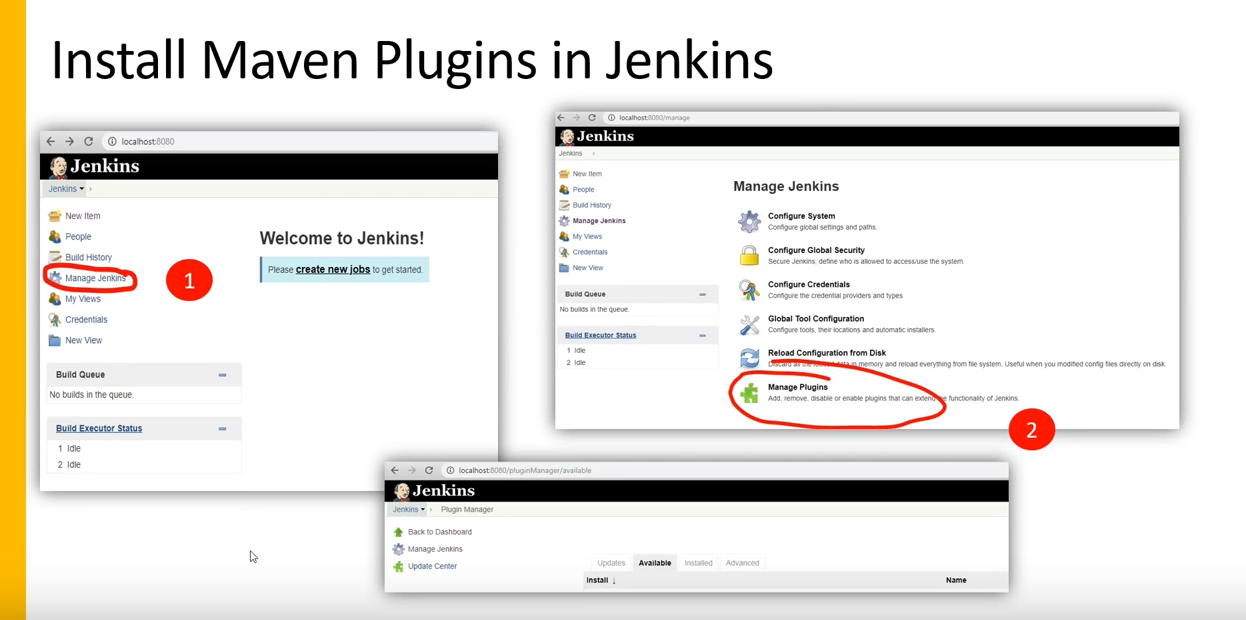 Install Maven Plugins in Jenkins
localhost:8080
Jenkins
Jenkins
New Item
People
Build History
Manage Jenkins
My Views
Credentials
New View
Welcome to Jenkins!
Please create new jobs to get started.
1
Build Queue
No builds in the queue.
Build Executor Status
1 Idle
2 Idle
localhost:8080/manage
Jenkins
Jenkins
New Item
People
Build History
Manage Jenkins
My Views
Credentials
New View
Build Queue
No builds in the queue.
Build Executor Status
1 Idle
2 Idle
Manage Jenkins
Configure System
Configure global settings and paths.
Configure Global Security
Secure Jenkins; define who is allowed to access/use the system.
Configure Credentials
Configure the credential providers and types
Global Tool Configuration
Configure tools, their locations and automatic installers.
Reload Configuration from Disk
Discard all the loaded data in memory and reload everything from file system. Useful when you modified config files directly on disk.
Manage Plugins
Add, remove, disable or enable plugins that can extend the functionality of Jenkins.
2
localhost:8080/pluginManager/available
Jenkins
Jenkins Plugin Manager
Back to Dashboard
Manage Jenkins
Update Center
Updates Available Installed Advanced
Install ↓ Name